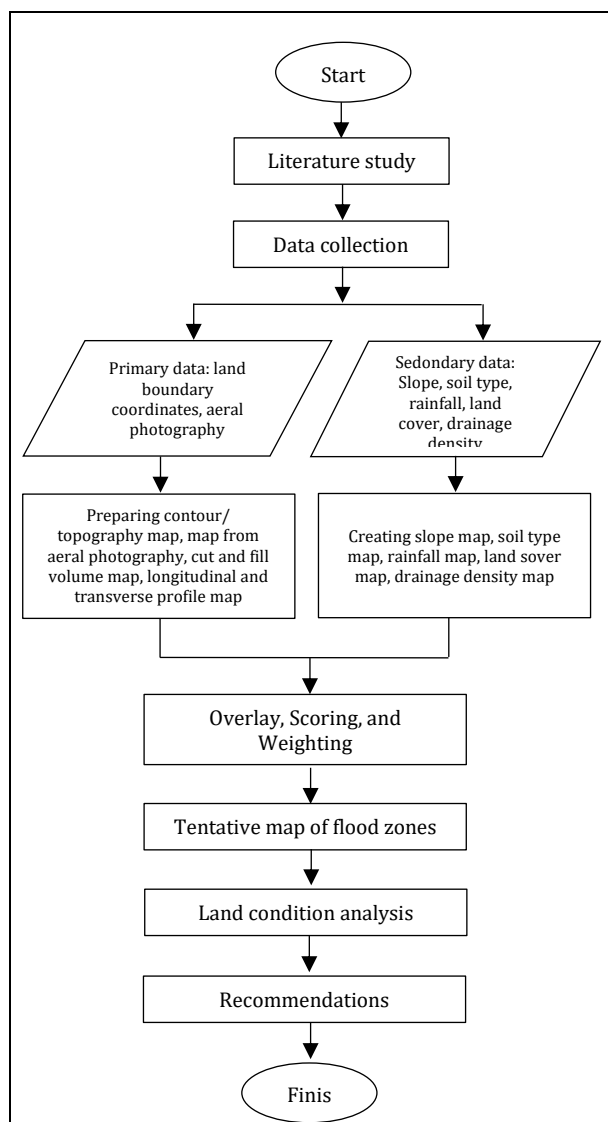 Start
Literature study
Data collection
Primary data: land
boundary
coordinates, aeral
photography
Sedondary data:
Slope, soil type,
rainfall, land
cover, drainage
density
Preparing contour/
topography map, map from
aeral photography, cut and fill
volume map, longitudinal and
transverse profile map
Creating slope map, soil type
map, rainfall map, land sover
map, drainage density map
Overlay, Scoring, and
Weighting
Tentative map of flood zones
Land condition analysis
Recommendations
Finis